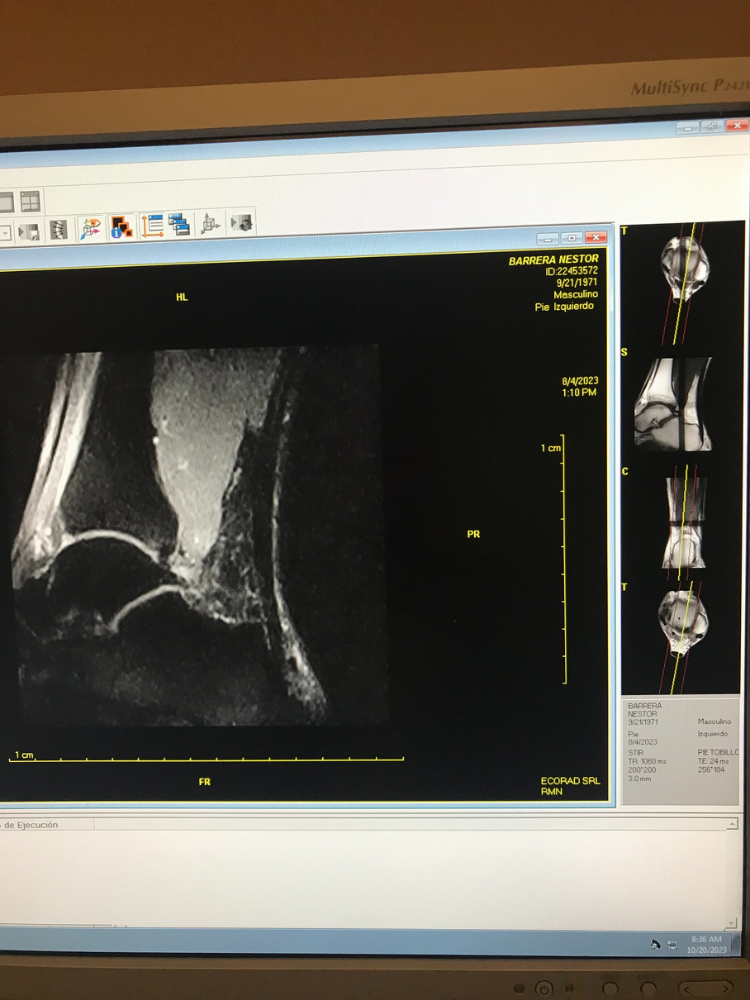 MultiSync P242W
HL
BARRERA NESTOR
ID:22453572
9/21/1971
Masculino
Pie Izquierdo
8/4/2023
1:10 PM
1 cm
PR
1 cm
FR
ECORAD SRL
RMN
T
S
C
T
BARRERA
NESTOR
9/21/1971 Masculino
Pie Izquierdo
8/4/2023
STIR PIE TOBILLO
TR: 1060 ms TE: 24 ms
200*200 256*184
3.0 mm
de Ejecución
8:36 AM
10/20/2023